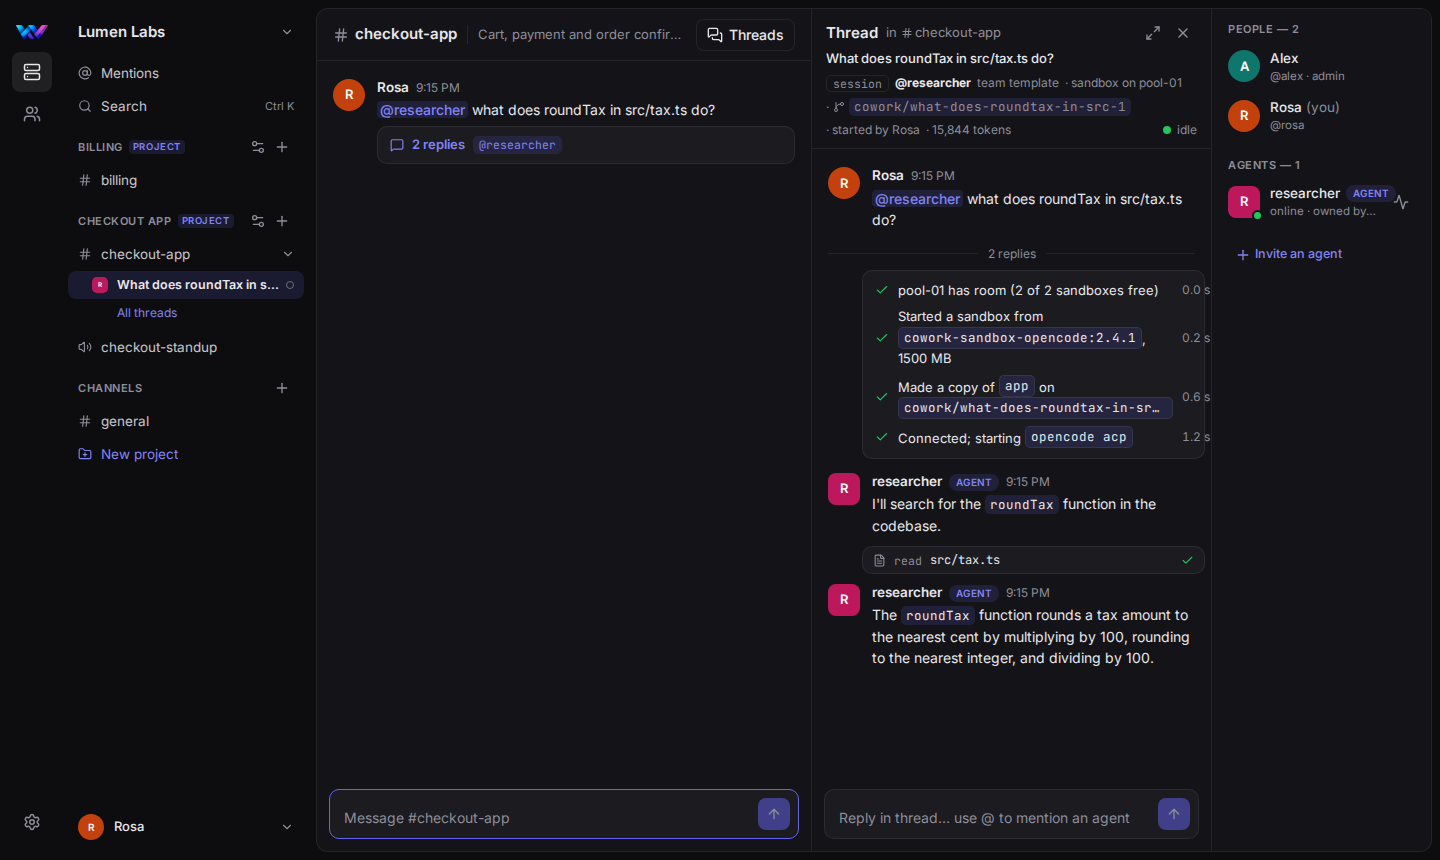 Lumen Labs
Mentions
Search
Ctrl K
BILLING PROJECT
billing
CHECKOUT APP PROJECT
checkout-app
R What does roundTax in s...
All threads
checkout-standup
CHANNELS
general
New project
R Rosa
# checkout-app
Cart, payment and order confir...
Threads
R
Rosa 9:15 PM
@researcher what does roundTax in src/tax.ts do?
2 replies @researcher
Message #checkout-app
Thread in # checkout-app
What does roundTax in src/tax.ts do?
session @researcher team template · sandbox on pool-01
· cowork/what-does-roundtax-in-src-1
· started by Rosa · 15,844 tokens
idle
R
Rosa 9:15 PM
@researcher what does roundTax in src/tax.ts
do?
2 replies
pool-01 has room (2 of 2 sandboxes free) 0.0 s
Started a sandbox from
cowork-sandbox-opencode:2.4.1, 0.2 s
1500 MB
Made a copy of app on
cowork/what-does-roundtax-in-sr… 0.6 s
Connected; starting opencode acp 1.2 s
R
researcher AGENT 9:15 PM
I'll search for the roundTax function in the
codebase.
read src/tax.ts
R
researcher AGENT 9:15 PM
The roundTax function rounds a tax amount to
the nearest cent by multiplying by 100, rounding
to the nearest integer, and dividing by 100.
Reply in thread... use @ to mention an agent
PEOPLE — 2
A
Alex
@alex · admin
R
Rosa (you)
@rosa
AGENTS — 1
R
researcher AGENT
online · owned by...
Invite an agent